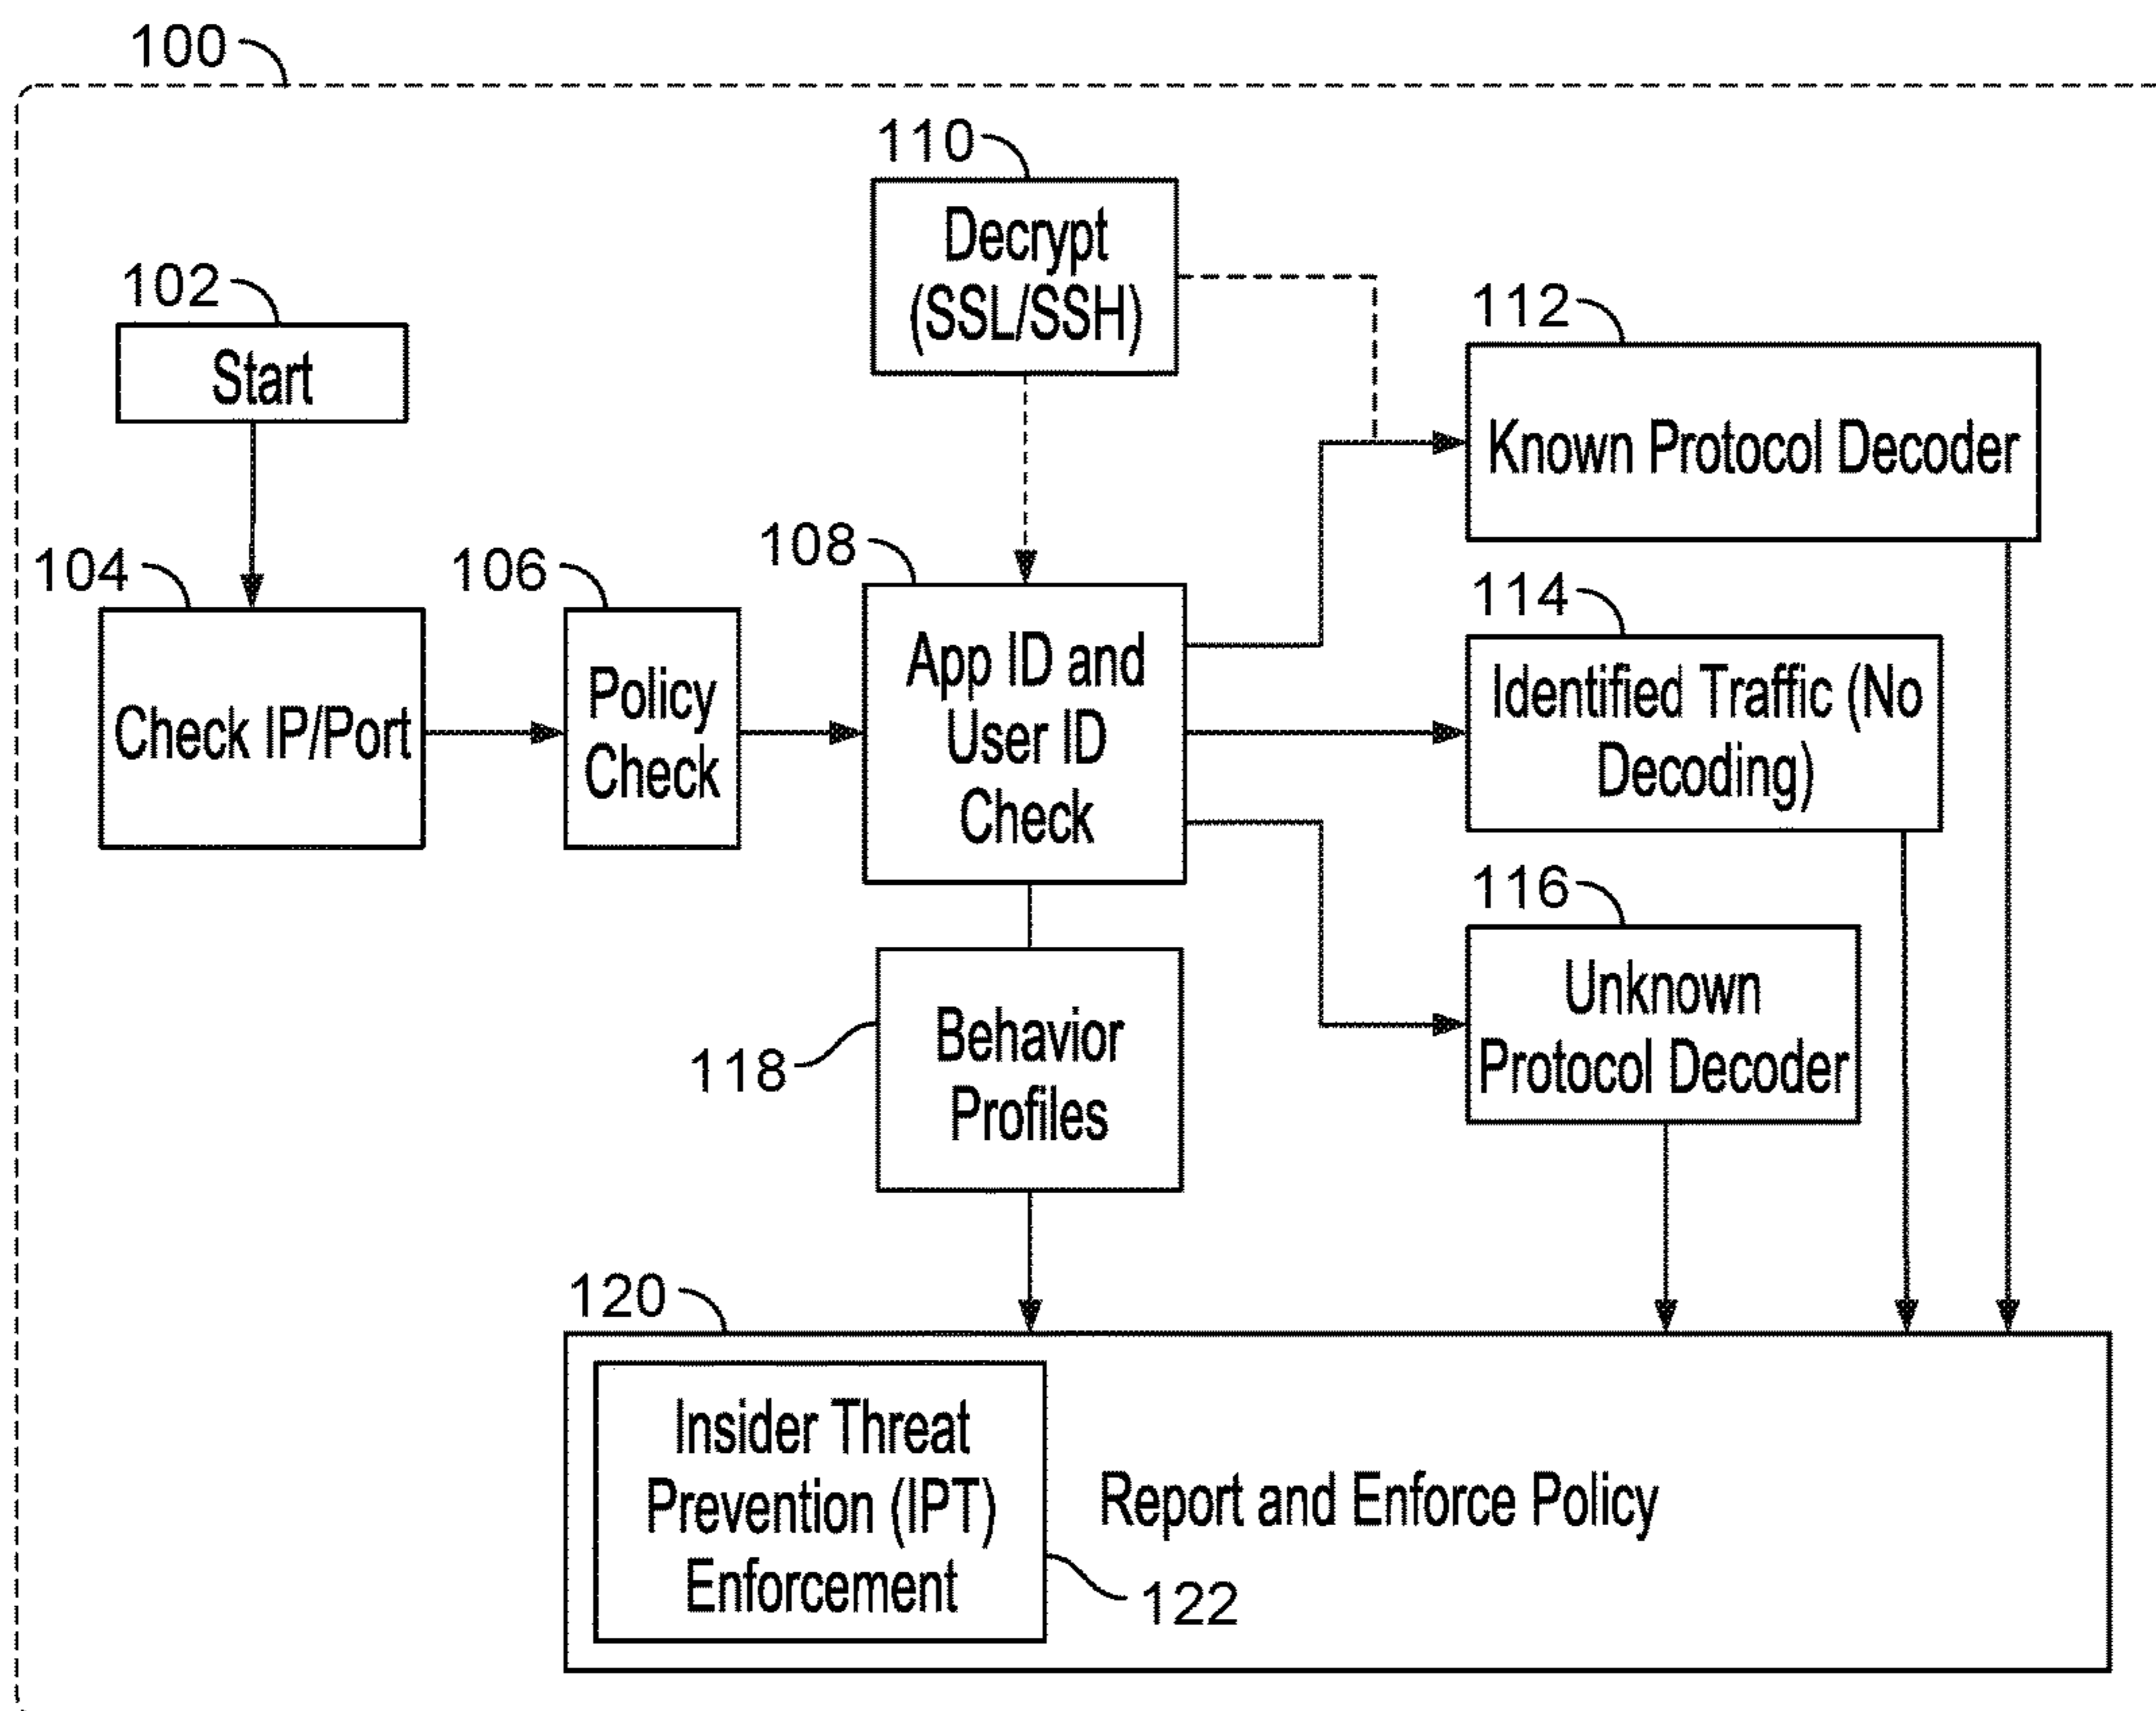 100
110
Decrypt
(SSL/SSH)
102
Start
112
Known Protocol Decoder
104
Check IP/Port
106
Policy
Check
108
App ID and
User ID
Check
114
Identified Traffic (No
Decoding)
116
Unknown
Protocol Decoder
118
Behavior
Profiles
120
Insider Threat
Prevention (IPT)
Enforcement
Report and Enforce Policy
122